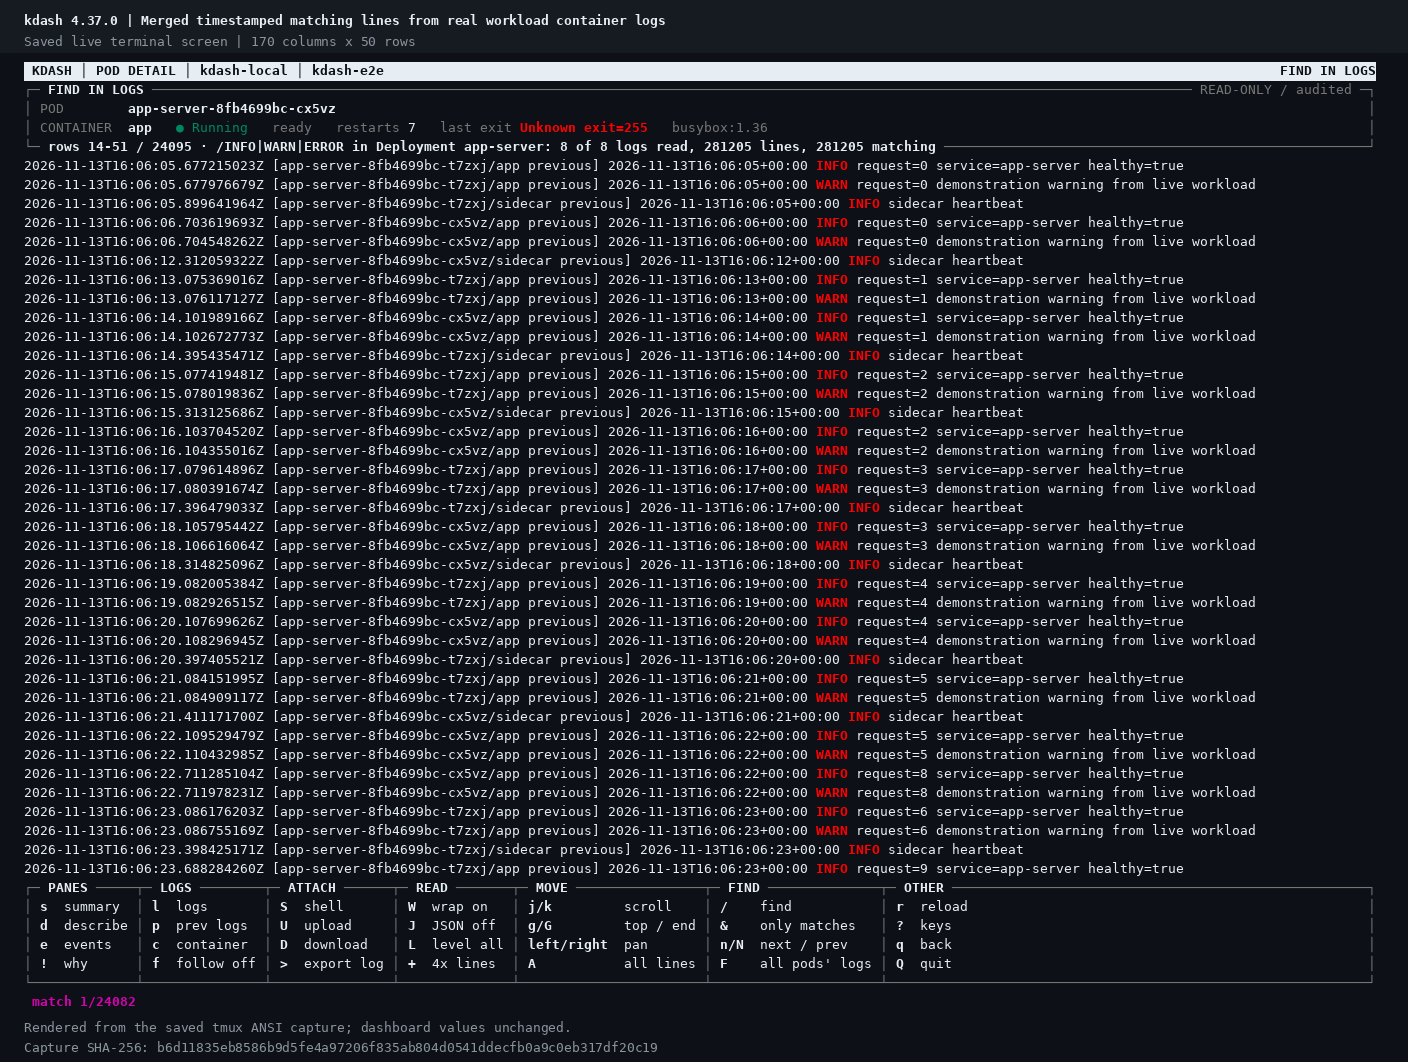 kdash 4.37.0 | Merged timestamped matching lines from real workload container logs
Saved live terminal screen | 170 columns x 50 rows
KDASH │ POD DETAIL │ kdash-local │ kdash-e2e FIND IN LOGS
FIND IN LOGS READ-ONLY / audited
POD app-server-8fb4699bc-cx5vz
CONTAINER app ● Running ready restarts 7 last exit Unknown exit=255 busybox:1.36
rows 14-51 / 24095 · /INFO|WARN|ERROR in Deployment app-server: 8 of 8 logs read, 281205 lines, 281205 matching
2026-11-13T16:06:05.677215023Z [app-server-8fb4699bc-t7zxj/app previous] 2026-11-13T16:06:05+00:00 INFO request=0 service=app-server healthy=true
2026-11-13T16:06:05.677976679Z [app-server-8fb4699bc-t7zxj/app previous] 2026-11-13T16:06:05+00:00 WARN request=0 demonstration warning from live workload
2026-11-13T16:06:05.899641964Z [app-server-8fb4699bc-t7zxj/sidecar previous] 2026-11-13T16:06:05+00:00 INFO sidecar heartbeat
2026-11-13T16:06:06.703619693Z [app-server-8fb4699bc-cx5vz/app previous] 2026-11-13T16:06:06+00:00 INFO request=0 service=app-server healthy=true
2026-11-13T16:06:06.704548262Z [app-server-8fb4699bc-cx5vz/app previous] 2026-11-13T16:06:06+00:00 WARN request=0 demonstration warning from live workload
2026-11-13T16:06:12.312059322Z [app-server-8fb4699bc-cx5vz/sidecar previous] 2026-11-13T16:06:12+00:00 INFO sidecar heartbeat
2026-11-13T16:06:13.075369016Z [app-server-8fb4699bc-t7zxj/app previous] 2026-11-13T16:06:13+00:00 INFO request=1 service=app-server healthy=true
2026-11-13T16:06:13.076117127Z [app-server-8fb4699bc-t7zxj/app previous] 2026-11-13T16:06:13+00:00 WARN request=1 demonstration warning from live workload
2026-11-13T16:06:14.101989166Z [app-server-8fb4699bc-cx5vz/app previous] 2026-11-13T16:06:14+00:00 INFO request=1 service=app-server healthy=true
2026-11-13T16:06:14.102672773Z [app-server-8fb4699bc-cx5vz/app previous] 2026-11-13T16:06:14+00:00 WARN request=1 demonstration warning from live workload
2026-11-13T16:06:14.395435471Z [app-server-8fb4699bc-t7zxj/sidecar previous] 2026-11-13T16:06:14+00:00 INFO sidecar heartbeat
2026-11-13T16:06:15.077419481Z [app-server-8fb4699bc-t7zxj/app previous] 2026-11-13T16:06:15+00:00 INFO request=2 service=app-server healthy=true
2026-11-13T16:06:15.078019836Z [app-server-8fb4699bc-t7zxj/app previous] 2026-11-13T16:06:15+00:00 WARN request=2 demonstration warning from live workload
2026-11-13T16:06:15.313125686Z [app-server-8fb4699bc-cx5vz/sidecar previous] 2026-11-13T16:06:15+00:00 INFO sidecar heartbeat
2026-11-13T16:06:16.103704520Z [app-server-8fb4699bc-cx5vz/app previous] 2026-11-13T16:06:16+00:00 INFO request=2 service=app-server healthy=true
2026-11-13T16:06:16.104355016Z [app-server-8fb4699bc-cx5vz/app previous] 2026-11-13T16:06:16+00:00 WARN request=2 demonstration warning from live workload
2026-11-13T16:06:17.079614896Z [app-server-8fb4699bc-t7zxj/app previous] 2026-11-13T16:06:17+00:00 INFO request=3 service=app-server healthy=true
2026-11-13T16:06:17.080391674Z [app-server-8fb4699bc-t7zxj/app previous] 2026-11-13T16:06:17+00:00 WARN request=3 demonstration warning from live workload
2026-11-13T16:06:17.396479033Z [app-server-8fb4699bc-t7zxj/sidecar previous] 2026-11-13T16:06:17+00:00 INFO sidecar heartbeat
2026-11-13T16:06:18.105795442Z [app-server-8fb4699bc-cx5vz/app previous] 2026-11-13T16:06:18+00:00 INFO request=3 service=app-server healthy=true
2026-11-13T16:06:18.106616064Z [app-server-8fb4699bc-cx5vz/app previous] 2026-11-13T16:06:18+00:00 WARN request=3 demonstration warning from live workload
2026-11-13T16:06:18.314825096Z [app-server-8fb4699bc-cx5vz/sidecar previous] 2026-11-13T16:06:18+00:00 INFO sidecar heartbeat
2026-11-13T16:06:19.082005384Z [app-server-8fb4699bc-t7zxj/app previous] 2026-11-13T16:06:19+00:00 INFO request=4 service=app-server healthy=true
2026-11-13T16:06:19.082926515Z [app-server-8fb4699bc-t7zxj/app previous] 2026-11-13T16:06:19+00:00 WARN request=4 demonstration warning from live workload
2026-11-13T16:06:20.107699626Z [app-server-8fb4699bc-cx5vz/app previous] 2026-11-13T16:06:20+00:00 INFO request=4 service=app-server healthy=true
2026-11-13T16:06:20.108296945Z [app-server-8fb4699bc-cx5vz/app previous] 2026-11-13T16:06:20+00:00 WARN request=4 demonstration warning from live workload
2026-11-13T16:06:20.397405521Z [app-server-8fb4699bc-t7zxj/sidecar previous] 2026-11-13T16:06:20+00:00 INFO sidecar heartbeat
2026-11-13T16:06:21.084151995Z [app-server-8fb4699bc-t7zxj/app previous] 2026-11-13T16:06:21+00:00 INFO request=5 service=app-server healthy=true
2026-11-13T16:06:21.084909117Z [app-server-8fb4699bc-t7zxj/app previous] 2026-11-13T16:06:21+00:00 WARN request=5 demonstration warning from live workload
2026-11-13T16:06:21.411171700Z [app-server-8fb4699bc-cx5vz/sidecar previous] 2026-11-13T16:06:21+00:00 INFO sidecar heartbeat
2026-11-13T16:06:22.109529479Z [app-server-8fb4699bc-cx5vz/app previous] 2026-11-13T16:06:22+00:00 INFO request=5 service=app-server healthy=true
2026-11-13T16:06:22.110432985Z [app-server-8fb4699bc-cx5vz/app previous] 2026-11-13T16:06:22+00:00 WARN request=5 demonstration warning from live workload
2026-11-13T16:06:22.711285104Z [app-server-8fb4699bc-cx5vz/app previous] 2026-11-13T16:06:22+00:00 INFO request=8 service=app-server healthy=true
2026-11-13T16:06:22.711978231Z [app-server-8fb4699bc-cx5vz/app previous] 2026-11-13T16:06:22+00:00 WARN request=8 demonstration warning from live workload
2026-11-13T16:06:23.086176203Z [app-server-8fb4699bc-t7zxj/app previous] 2026-11-13T16:06:23+00:00 INFO request=6 service=app-server healthy=true
2026-11-13T16:06:23.086755169Z [app-server-8fb4699bc-t7zxj/app previous] 2026-11-13T16:06:23+00:00 WARN request=6 demonstration warning from live workload
2026-11-13T16:06:23.398425171Z [app-server-8fb4699bc-t7zxj/sidecar previous] 2026-11-13T16:06:23+00:00 INFO sidecar heartbeat
2026-11-13T16:06:23.688284260Z [app-server-8fb4699bc-t7zxj/app previous] 2026-11-13T16:06:23+00:00 INFO request=9 service=app-server healthy=true
PANES LOGS ATTACH READ MOVE FIND OTHER
s summary │ l logs │ S shell │ W wrap on │ j/k scroll │ / find │ r reload
d describe │ p prev logs │ U upload │ J JSON off │ g/G top / end │ & only matches │ ? keys
e events │ c container │ D download │ L level all │ left/right pan │ n/N next / prev │ q back
! why │ f follow off │ > export log │ + 4x lines │ A all lines │ F all pods' logs │ Q quit
match 1/24082
Rendered from the saved tmux ANSI capture; dashboard values unchanged.
Capture SHA-256: b6d11835eb8586b9d5fe4a97206f835ab804d0541ddecfb0a9c0eb317df20c19